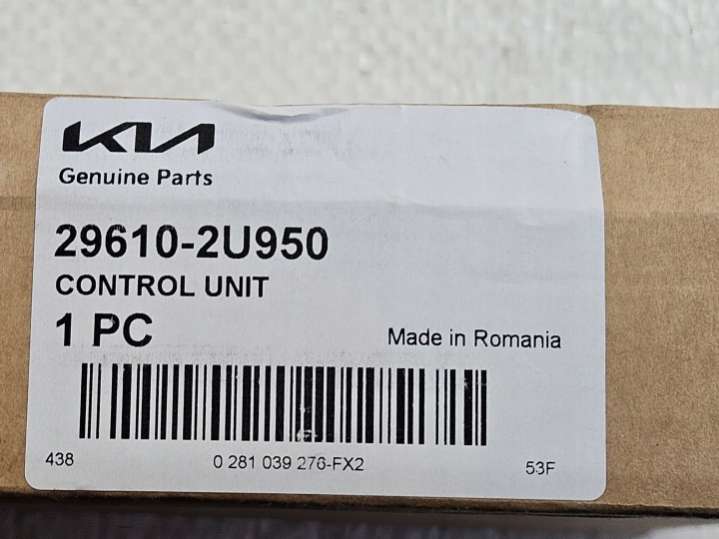 KIA
Genuine Parts
29610-2U950
CONTROL UNIT
1 PC
Made in Romania
438
0 281 039 276-FX2
53F